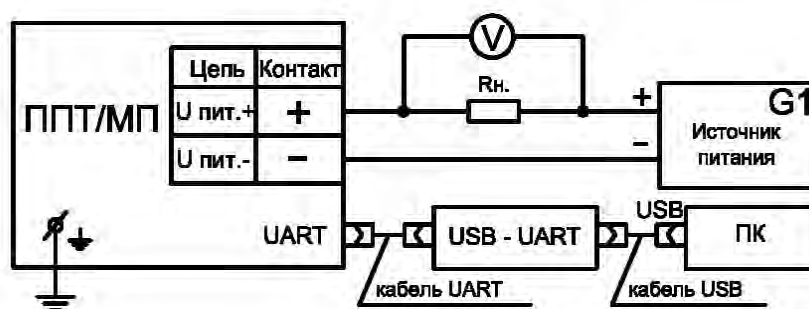 ППТ/МП
Цепь Контакт
U пит.+ +
U пит.- −
UART
V
Rн.
+
−
G1
Источник
питания
USB - UART
USB
ПК
кабель UART
кабель USB